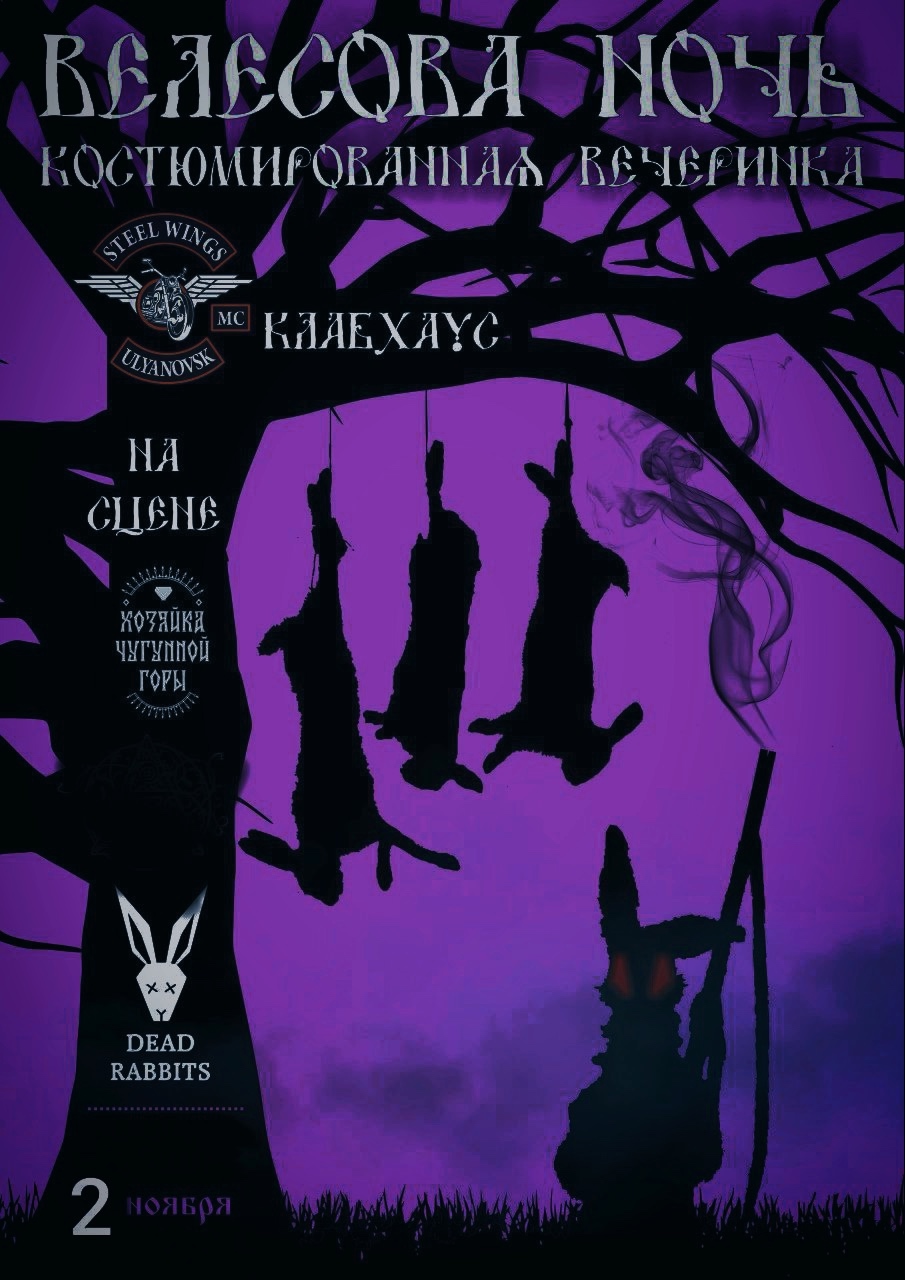 ВЕЛЕСОВА НОЧЬ
КОСТЮМИРОВАННАЯ ВЕЧЕРИНКА
STEEL WINGS
MC
ULYANOVSK
КЛАБХАУС
НА
СЦЕНЕ
ХОЗЯЙКА
ЧУГУННОЙ
ГОРЫ
DEAD
RABBITS
2 НОЯБРЯ